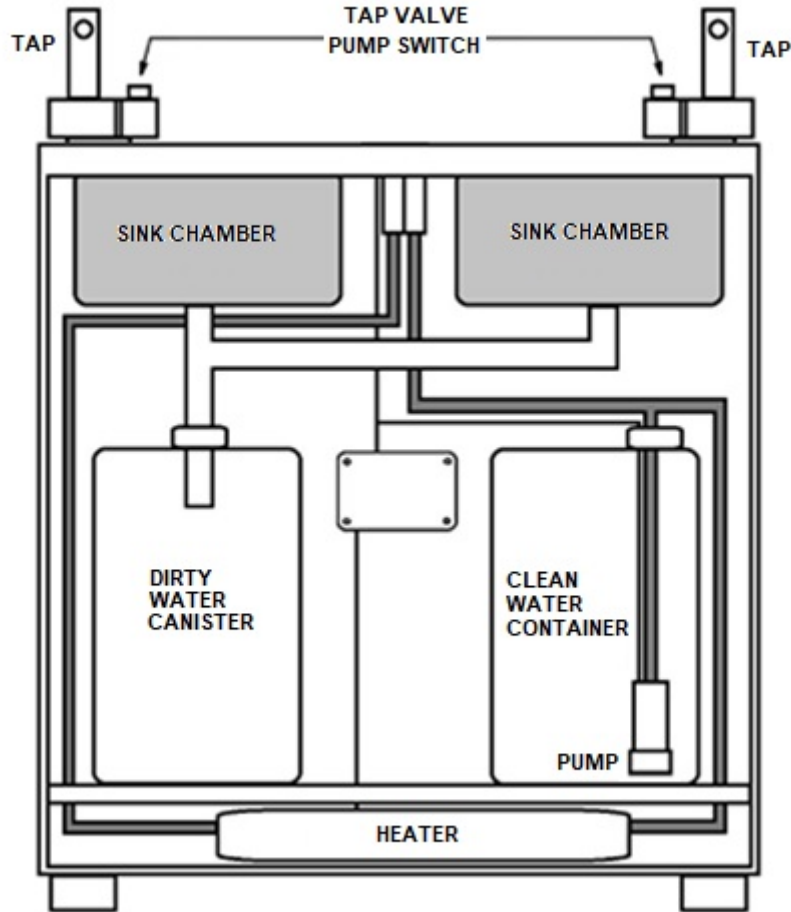 TAP VALVE
PUMP SWITCH
TAP
TAP
SINK CHAMBER
SINK CHAMBER
DIRTY
WATER
CANISTER
CLEAN
WATER
CONTAINER
PUMP
HEATER